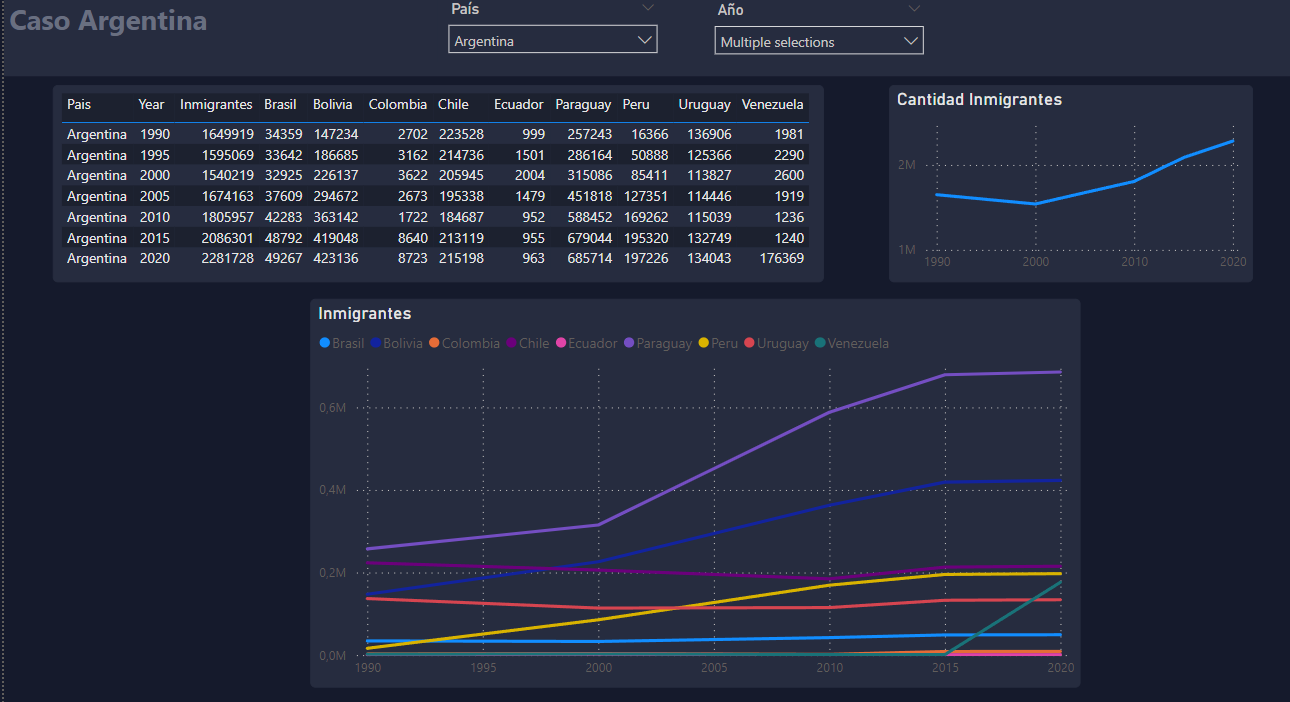 Caso Argentina
País
Argentina
Año
Multiple selections
Pais Year Inmigrantes Brasil Bolivia Colombia Chile Ecuador Paraguay Peru Uruguay Venezuela
Argentina 1990 1649919 34359 147234 2702 223528 999 257243 16366 136906 1981
Argentina 1995 1595069 33642 186685 3162 214736 1501 286164 50888 125366 2290
Argentina 2000 1540219 32925 226137 3622 205945 2004 315086 85411 113827 2600
Argentina 2005 1674163 37609 294672 2673 195338 1479 451818 127351 114446 1919
Argentina 2010 1805957 42283 363142 1722 184687 952 588452 169262 115039 1236
Argentina 2015 2086301 48792 419048 8640 213119 955 679044 195320 132749 1240
Argentina 2020 2281728 49267 423136 8723 215198 963 685714 197226 134043 176369
Cantidad Inmigrantes
2M
1M
1990 2000 2010 2020
Inmigrantes
Brasil Bolivia Colombia Chile Ecuador Paraguay Peru Uruguay Venezuela
0,6M
0,4M
0,2M
0,0M
1990 1995 2000 2005 2010 2015 2020